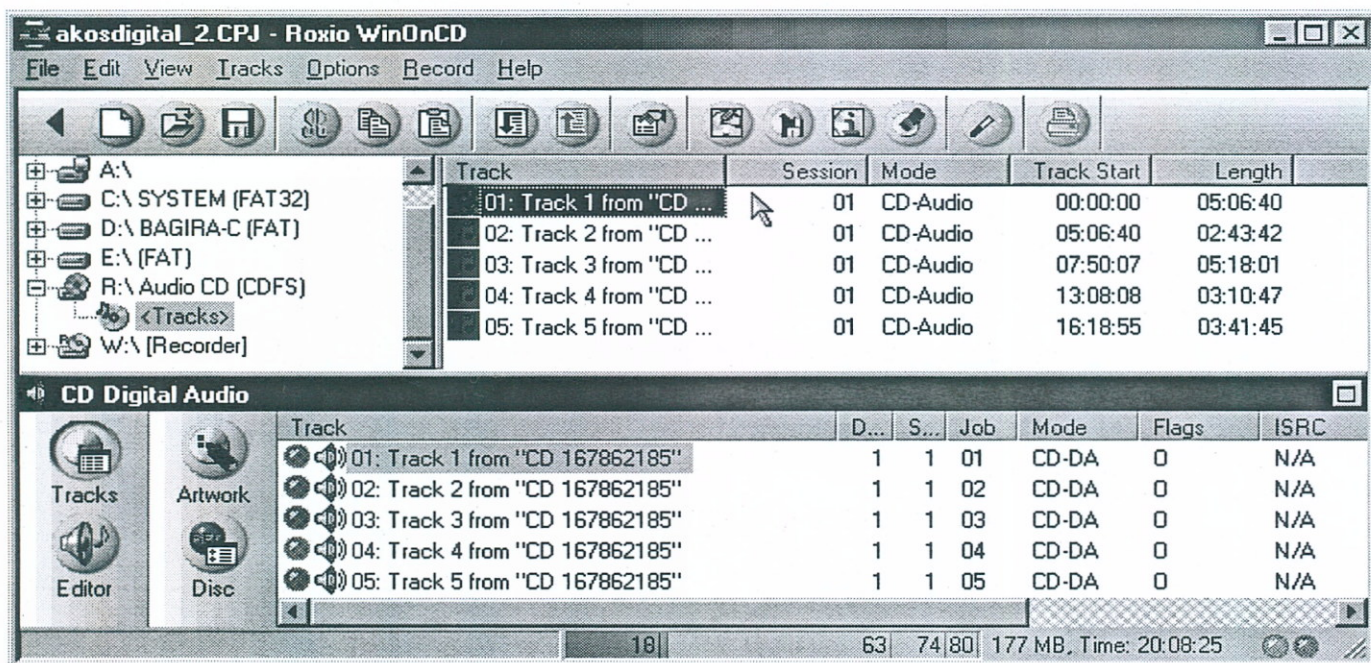 akosdigital_2.CPJ - Roxio WinOnCD
File Edit View Tracks Options Record Help
A:\
C:\ SYSTEM (FAT32)
D:\ BAGIRA-C (FAT)
E:\ (FAT)
R:\ Audio CD (CDFS)
<Tracks>
W:\ [Recorder]
Track Session Mode Track Start Length
01: Track 1 from "CD ... 01 CD-Audio 00:00:00 05:06:40
02: Track 2 from "CD ... 01 CD-Audio 05:06:40 02:43:42
03: Track 3 from "CD ... 01 CD-Audio 07:50:07 05:18:01
04: Track 4 from "CD ... 01 CD-Audio 13:08:08 03:10:47
05: Track 5 from "CD ... 01 CD-Audio 16:18:55 03:41:45
CD Digital Audio
Tracks
Artwork
Editor
Disc
Track D... S... Job Mode Flags ISRC
01: Track 1 from "CD 167862185" 1 1 01 CD-DA O N/A
02: Track 2 from "CD 167862185" 1 1 02 CD-DA O N/A
03: Track 3 from "CD 167862185" 1 1 03 CD-DA O N/A
04: Track 4 from "CD 167862185" 1 1 04 CD-DA O N/A
05: Track 5 from "CD 167862185" 1 1 05 CD-DA O N/A
18 63 74 80 177 MB, Time: 20:08:25